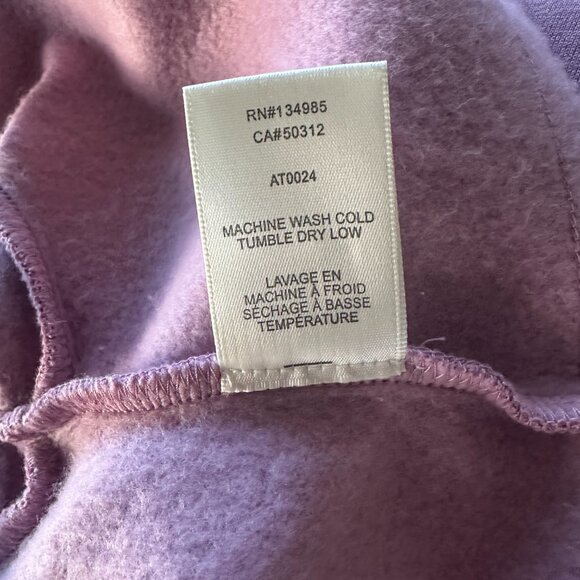 RN#134985
CA#50312
AT0024
MACHINE WASH COLD
TUMBLE DRY LOW
LAVAGE EN
MACHINE À FROID
SÉCHAGE À BASSE
TEMPÉRATURE